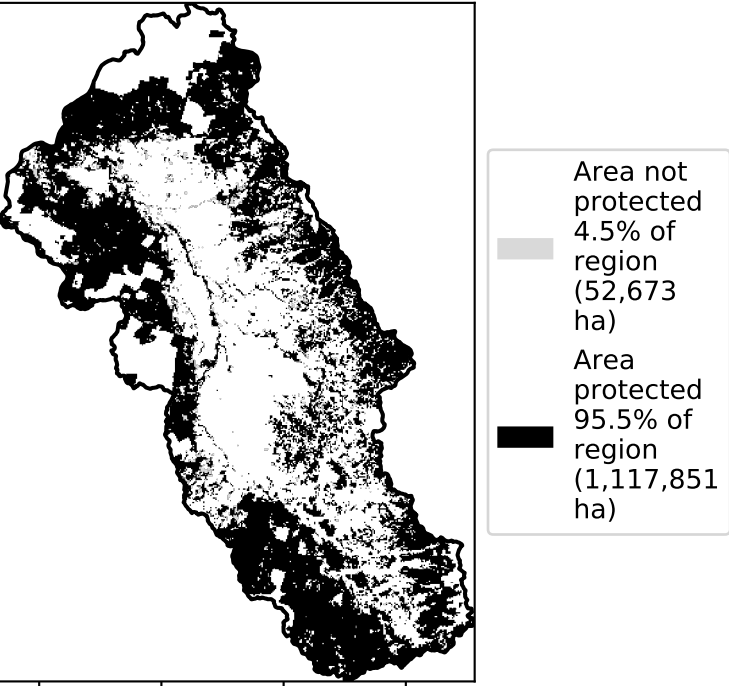 Area not
protected
4.5% of
region
(52,673
ha)
Area
protected
95.5% of
region
(1,117,851
ha)